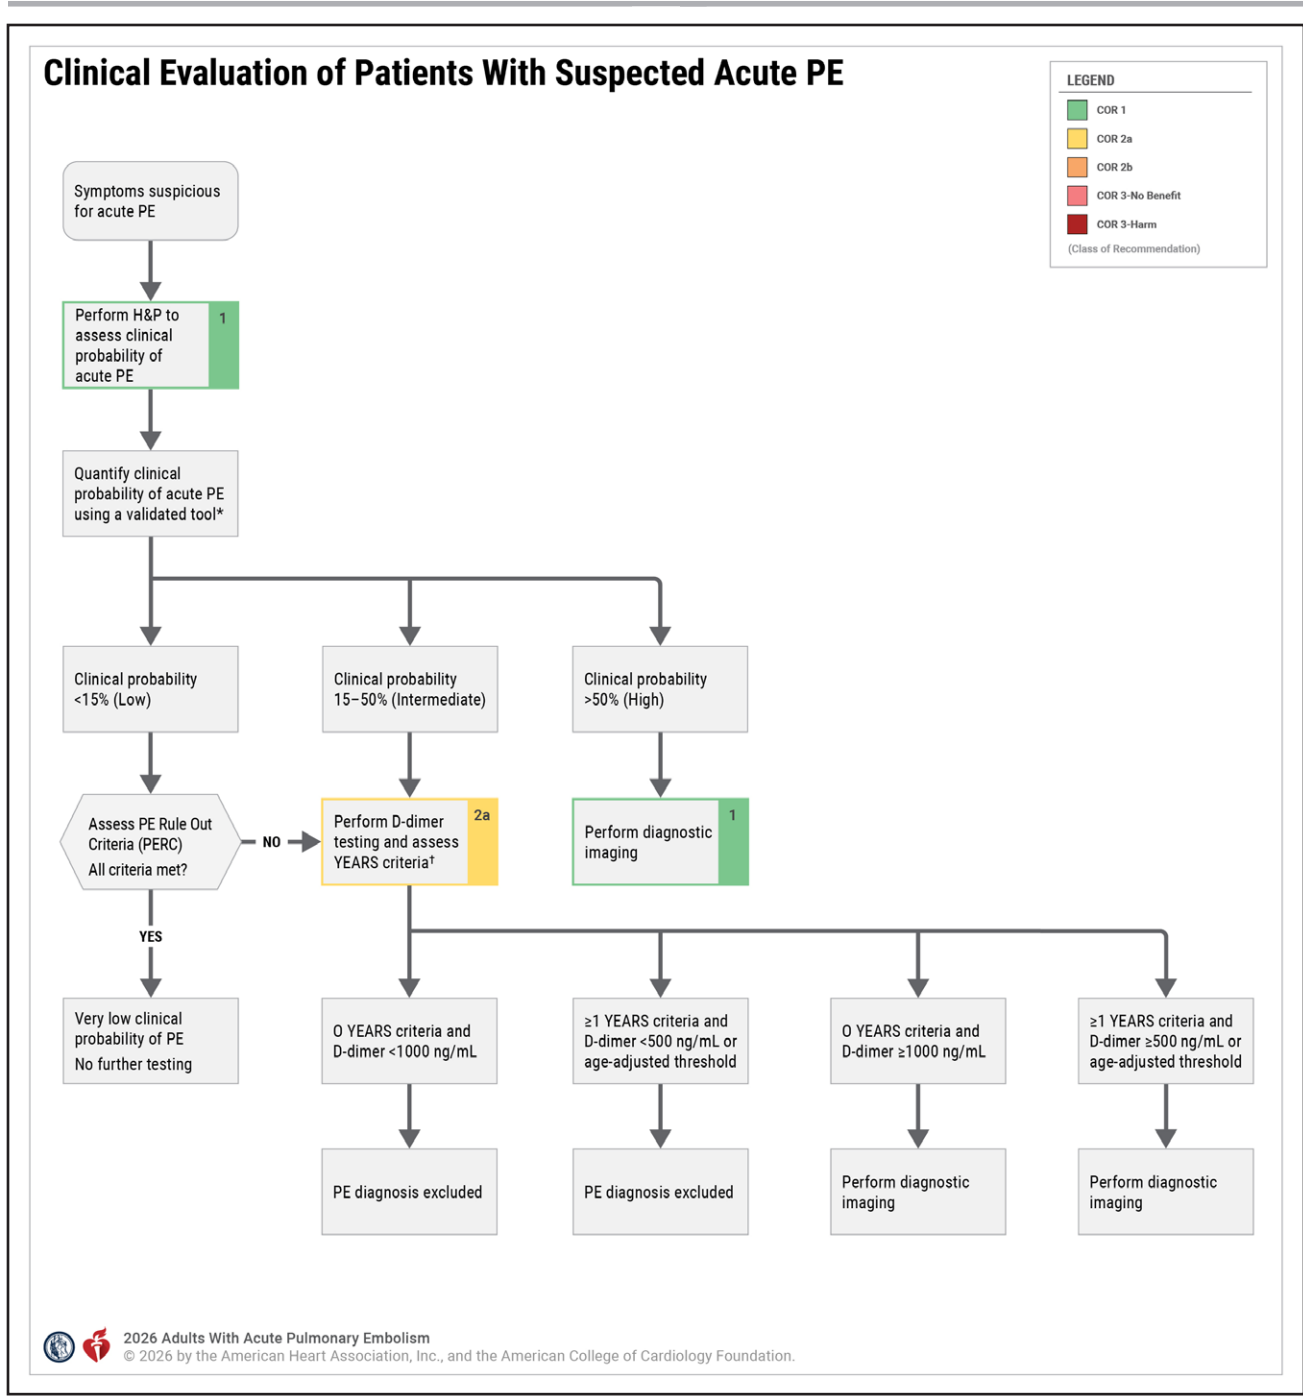 Clinical Evaluation of Patients With Suspected Acute PE
LEGEND
COR 1
COR 2a
COR 2b
COR 3-No Benefit
COR 3-Harm
(Class of Recommendation)
Symptoms suspicious
for acute PE
Perform H&P to
assess clinical
probability of
acute PE
1
Quantify clinical
probability of acute PE
using a validated tool*
Clinical probability
<15% (Low)
Clinical probability
15–50% (Intermediate)
Clinical probability
>50% (High)
Assess PE Rule Out
Criteria (PERC)
All criteria met?
NO
Perform D-dimer
testing and assess
YEARS criteria†
2a
Perform diagnostic
imaging
1
YES
Very low clinical
probability of PE
No further testing
0 YEARS criteria and
D-dimer <1000 ng/mL
≥1 YEARS criteria and
D-dimer <500 ng/mL or
age-adjusted threshold
0 YEARS criteria and
D-dimer ≥1000 ng/mL
≥1 YEARS criteria and
D-dimer ≥500 ng/mL or
age-adjusted threshold
PE diagnosis excluded
PE diagnosis excluded
Perform diagnostic
imaging
Perform diagnostic
imaging
2026 Adults With Acute Pulmonary Embolism
© 2026 by the American Heart Association, Inc., and the American College of Cardiology Foundation.